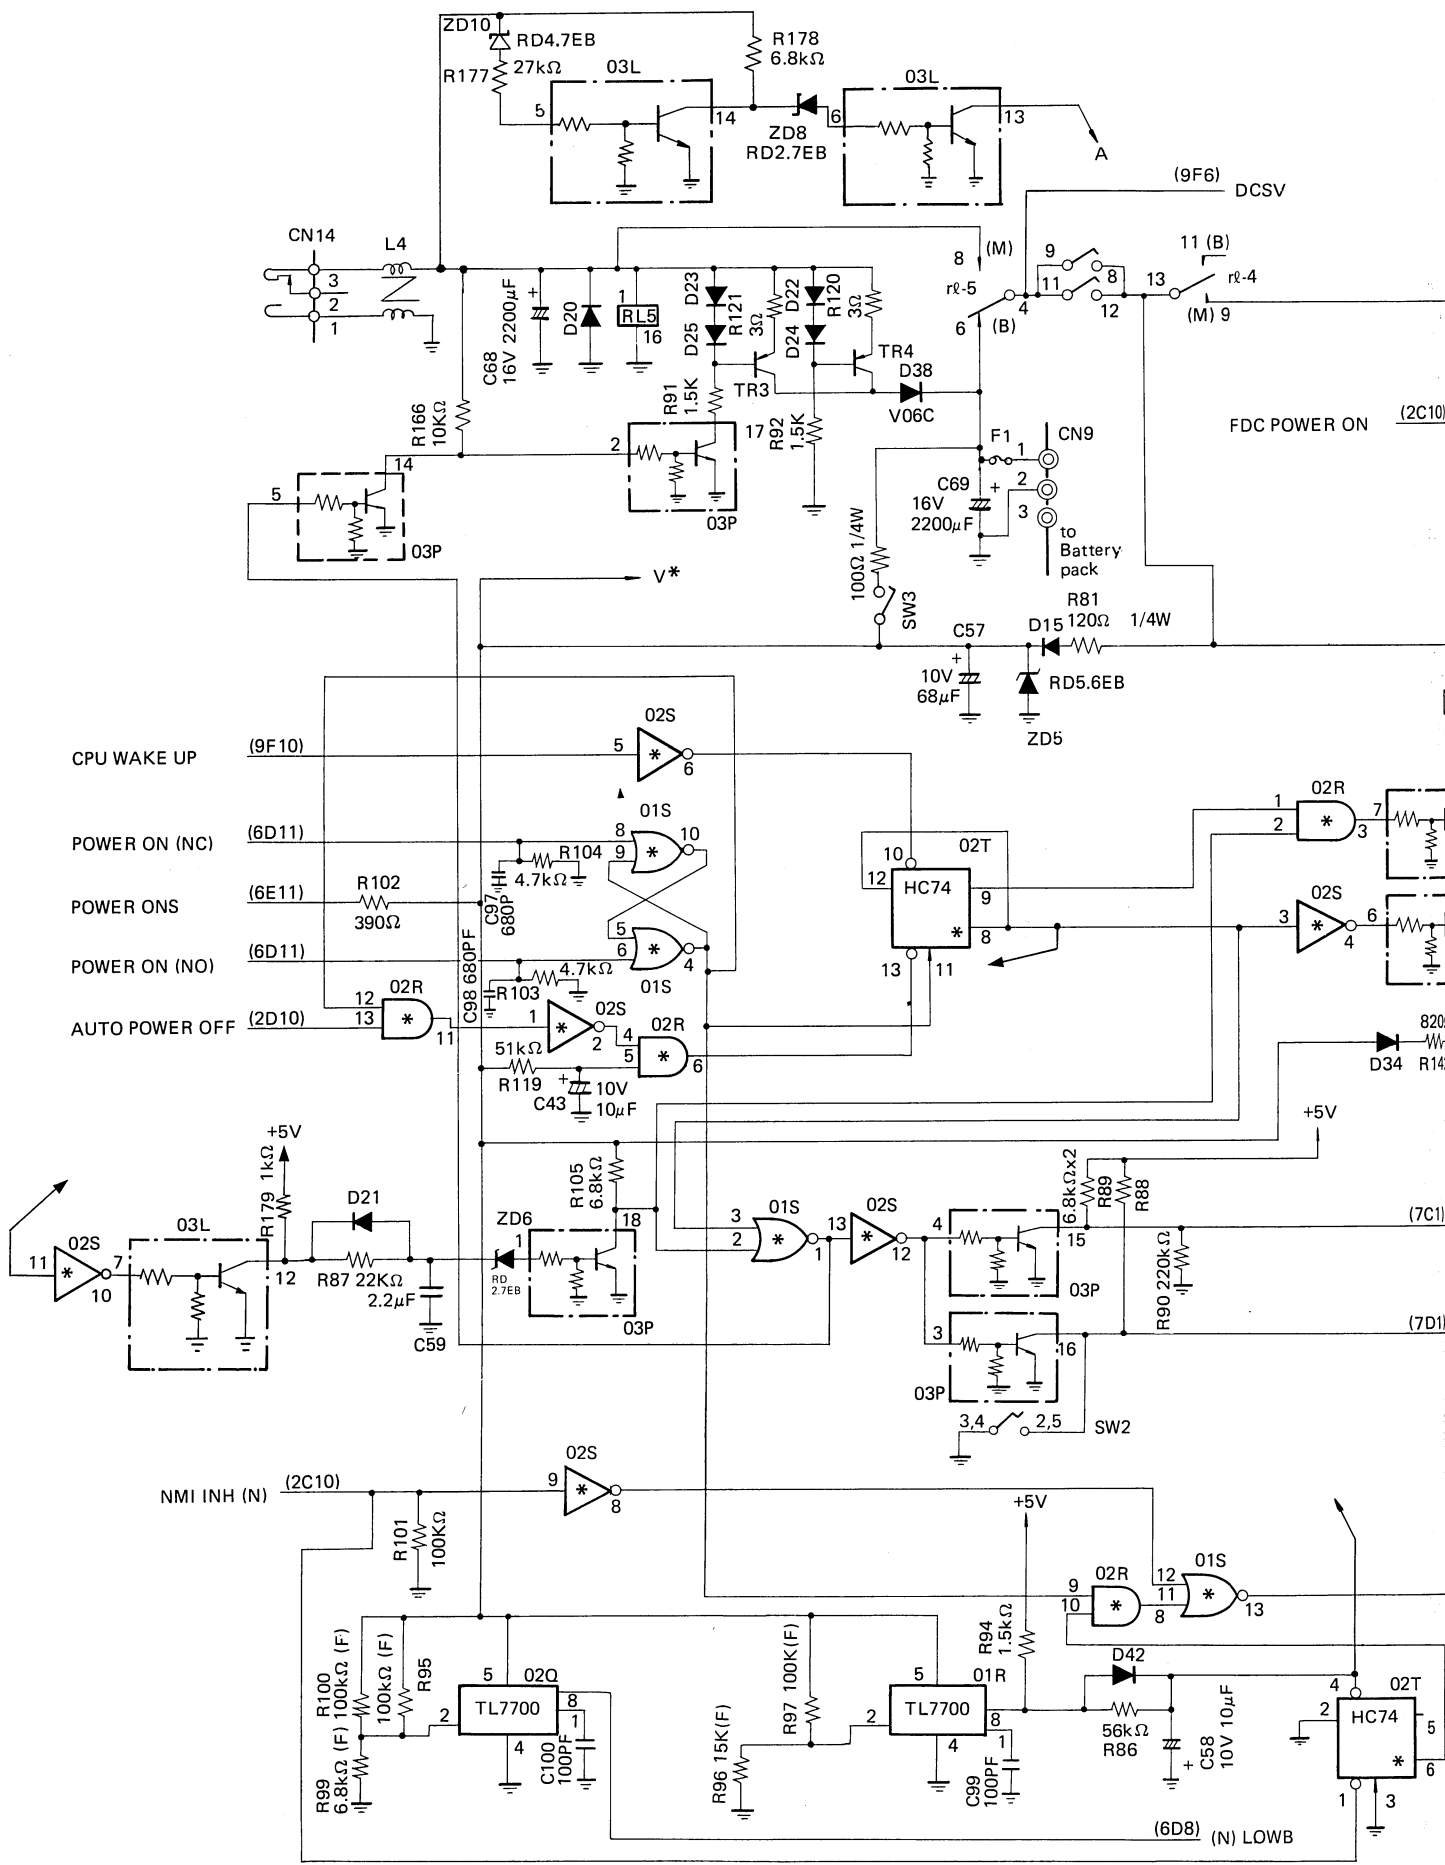 ZD10
RD4.7EB
R177
27kΩ
03L
5
14
R178
6.8kΩ
ZD8
RD2.7EB
03L
6
13
A
(9F6)
DCSV
CN14
3
2
1
L4
C68
16V 2200μF
+
D20
1
RL5
16
D23
D25
R121
3Ω
D22
D24
R120
3Ω
TR3
TR4
D38
V06C
8
(M)
rℓ-5
6
(B)
4
9
8
11
12
13
11 (B)
rℓ-4
(M) 9
R166
10KΩ
R91
1.5K
R92
1.5K
17
2
03P
14
5
03P
F1
1
CN9
2
3
to
Battery
pack
C69
16V
2200μF
+
FDC POWER ON
(2C10)
V*
100Ω 1/4W
SW3
C57
+
10V
68μF
D15
R81
120Ω
1/4W
RD5.6EB
ZD5
CPU WAKE UP
(9F10)
02S
5
*
6
POWER ON (NC)
(6D11)
01S
8
9
*
10
R104
4.7kΩ
C97
680P
POWER ONS
(6E11)
R102
390Ω
POWER ON (NO)
(6D11)
5
6
*
4
01S
4.7kΩ
R103
C98 680PF
AUTO POWER OFF
(2D10)
02R
12
13
*
11
02S
1
*
2
02R
4
5
*
6
51kΩ
R119
+
C43
10V
10μF
02T
10
12
HC74
9
*
8
13
11
02R
1
2
*
3
7
02S
3
*
4
6
D34
820Ω
R142
+5V
+5V
R179 1kΩ
02S
11
*
10
03L
7
12
D21
R87 22KΩ
2.2μF
C59
ZD6
RD
2.7EB
1
18
03P
R105
6.8kΩ
01S
3
2
*
1
02S
13
*
12
4
15
03P
6.8kΩx2
R89
R88
R90 220kΩ
(7C1)
3
16
03P
(7D1)
3,4
2,5
SW2
NMI INH (N)
(2C10)
02S
9
*
8
R101
100KΩ
+5V
R94
1.5kΩ
02R
9
10
*
8
01S
12
11
*
13
R100
100kΩ (F)
100kΩ (F)
R95
R99
6.8kΩ (F)
5
02Q
TL7700
2
8
1
4
C100
100PF
R97 100K(F)
R96 15K(F)
5
01R
TL7700
2
8
1
4
C99
100PF
D42
56kΩ
R86
+
C58
10V 10μF
4
02T
2
HC74
5
*
6
1
3
(6D8)
(N) LOWB